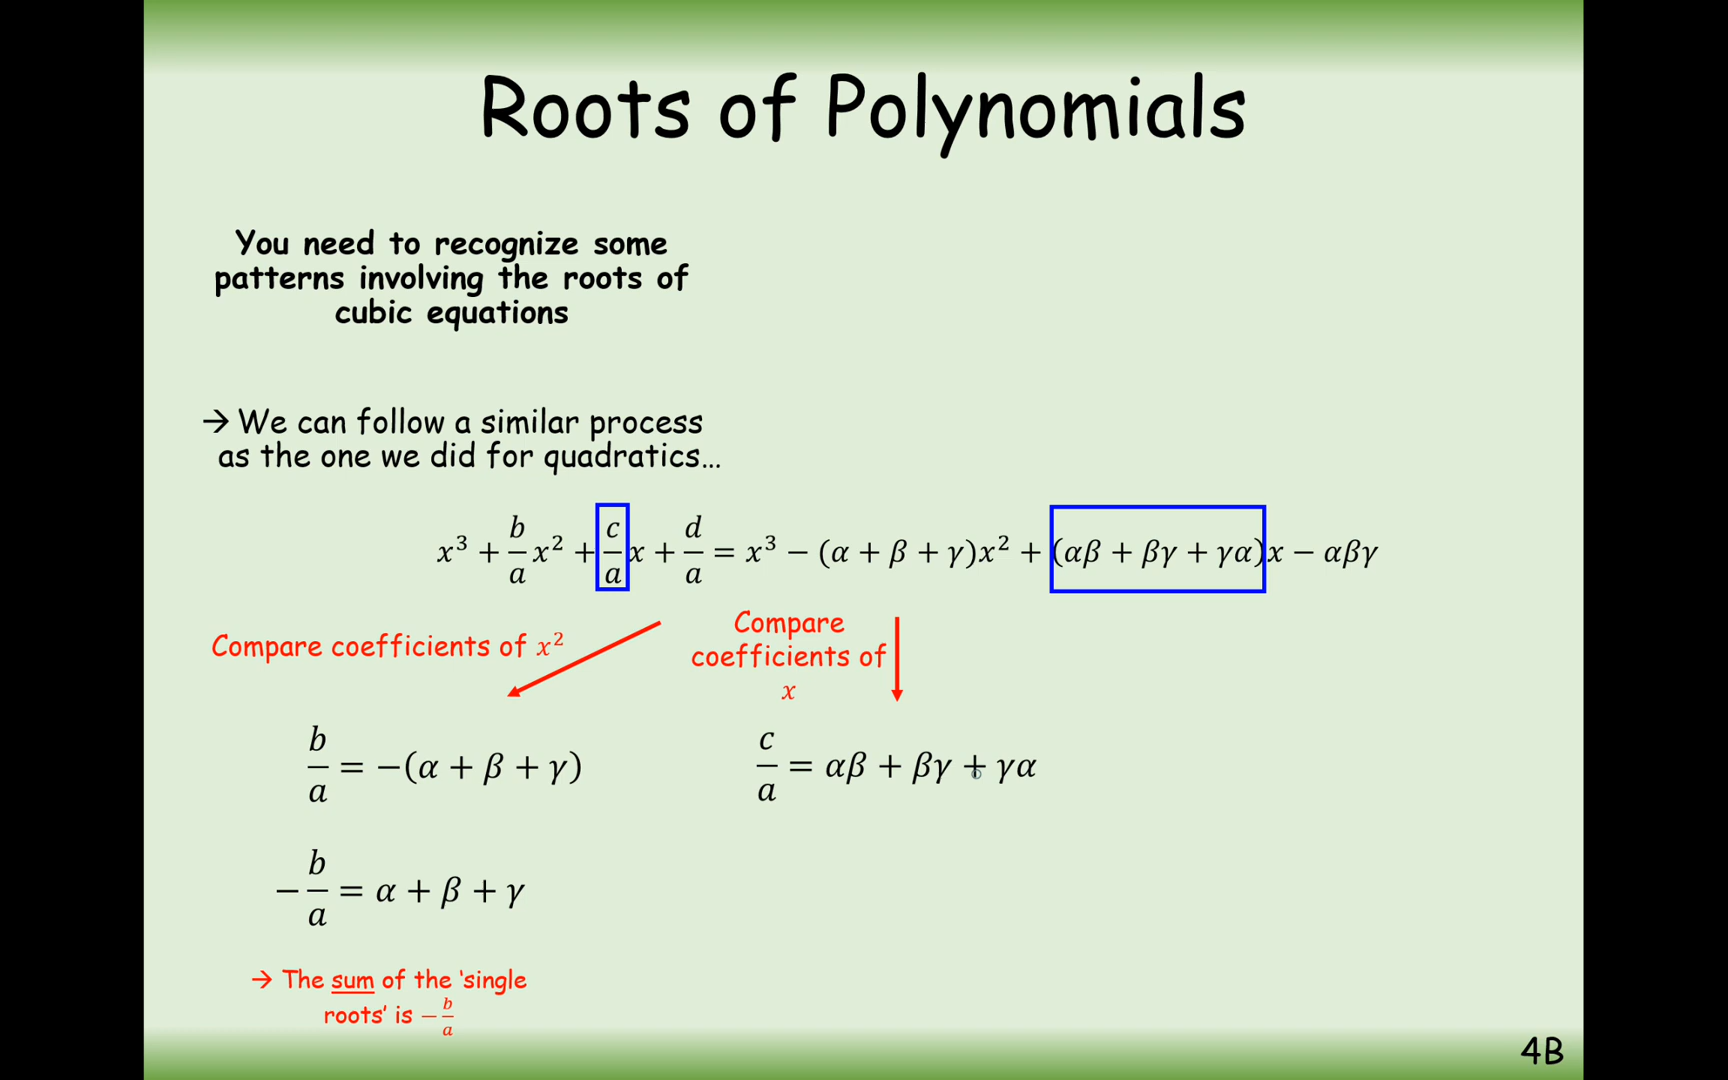 Roots of Polynomials
You need to recognize some
patterns involving the roots of
cubic equations
→ We can follow a similar process
as the one we did for quadratics…
x³ + b/a x² + c/a x + d/a = x³ − (α + β + γ)x² + (αβ + βγ + γα)x − αβγ
Compare coefficients of x²
Compare
coefficients of
x
b/a = −(α + β + γ)
c/a = αβ + βγ + γα
−b/a = α + β + γ
→ The sum of the ‘single
roots’ is −b/a
4B